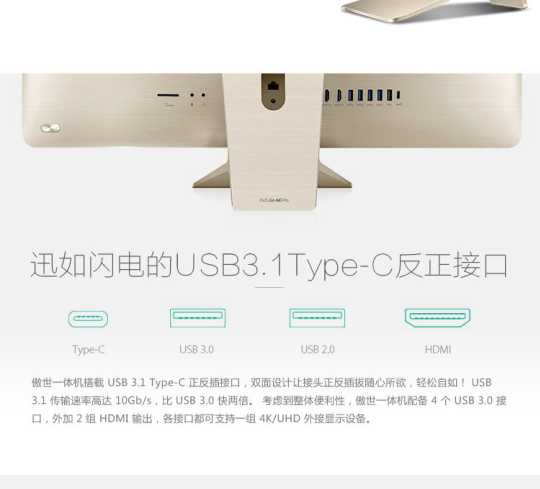 迅如闪电的USB3.1Type-C反正接口
Type-C
USB 3.0
USB 2.0
HDMI
傲世一体机搭载 USB 3.1 Type-C 正反插接口，双面设计让接头正反插拔随心所欲，轻松自如！ USB
3.1 传输速率高达 10Gb/s，比 USB 3.0 快两倍。 考虑到整体便利性，傲世一体机配备 4 个 USB 3.0 接
口，外加 2 组 HDMI 输出，各接口都可支持一组 4K/UHD 外接显示设备。